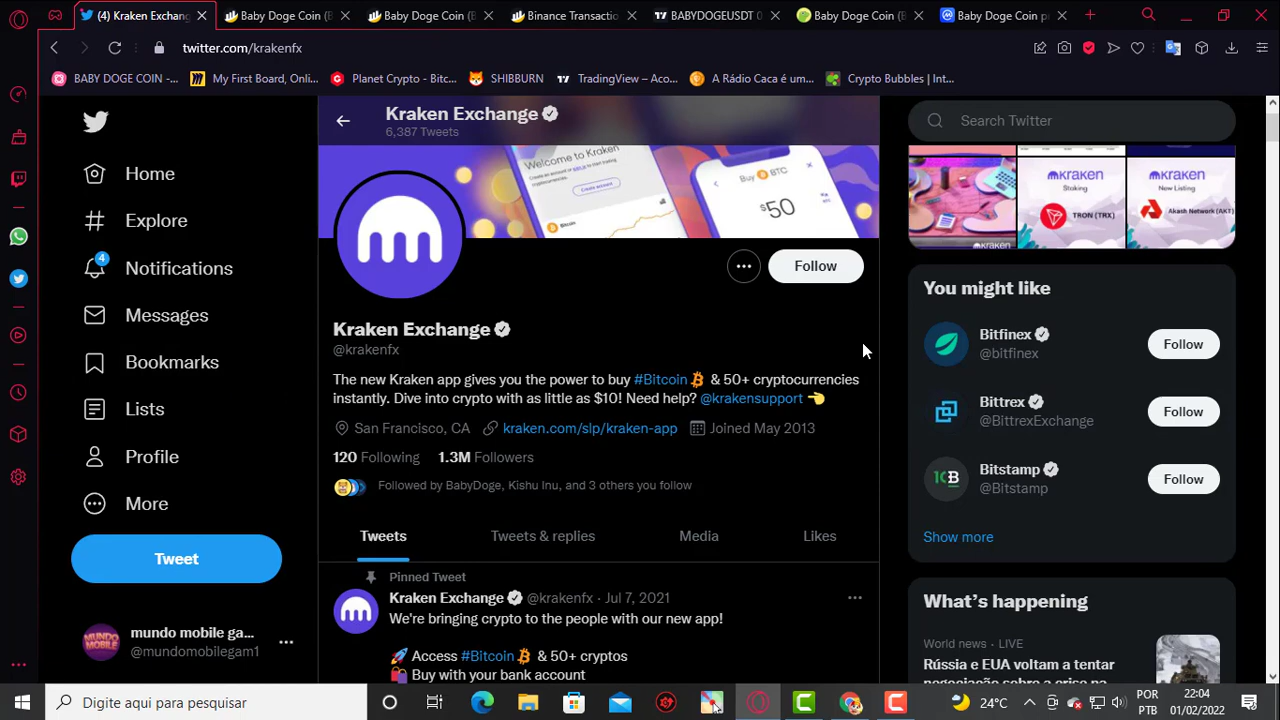 (4) Kraken Exchang
Baby Doge Coin (B
Baby Doge Coin (B
Binance Transactio
BABYDOGEUSDT 0
Baby Doge Coin (B
Baby Doge Coin pr
twitter.com/krakenfx
BABY DOGE COIN -...
My First Board, Onli...
Planet Crypto - Bitc...
SHIBBURN
TradingView – Aco...
A Rádio Caca é um...
Crypto Bubbles | Int...
Kraken Exchange
6,387 Tweets
Search Twitter
Welcome to Kraken
Buy BTC
$50
Home
Explore
4
Notifications
Messages
Bookmarks
Lists
Profile
More
Tweet
mundo mobile ga...
@mundomobilegam1
Follow
Kraken Exchange
@krakenfx
The new Kraken app gives you the power to buy #Bitcoin & 50+ cryptocurrencies
instantly. Dive into crypto with as little as $10! Need help? @krakensupport
San Francisco, CA kraken.com/slp/kraken-app Joined May 2013
120 Following 1.3M Followers
Followed by BabyDoge, Kishu Inu, and 3 others you follow
Tweets Tweets & replies Media Likes
Pinned Tweet
Kraken Exchange @krakenfx · Jul 7, 2021
We're bringing crypto to the people with our new app!
Access #Bitcoin & 50+ cryptos
Buy with your bank account
kraken
kraken
Staking
TRON (TRX)
kraken
New Listing
Akash Network (AKT)
You might like
Bitfinex
@bitfinex
Follow
Bittrex
@BittrexExchange
Follow
Bitstamp
@Bitstamp
Follow
Show more
What's happening
World news · LIVE
Rússia e EUA voltam a tentar
negociação sobre a crise na
Digite aqui para pesquisar
24°C
POR
PTB
22:04
01/02/2022